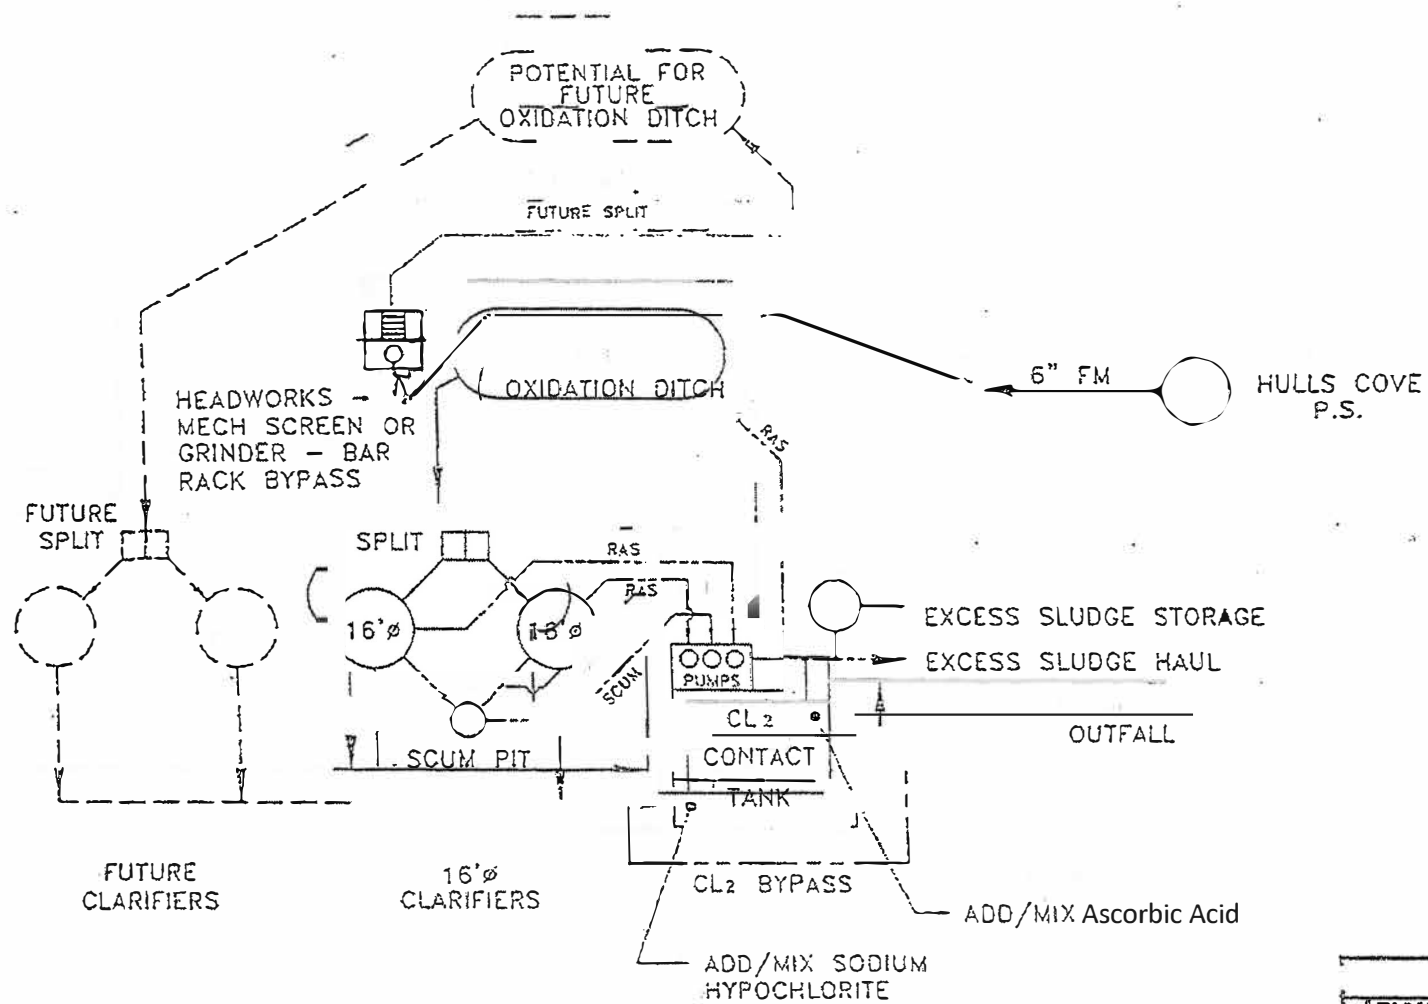 POTENTIAL FOR
FUTURE
OXIDATION DITCH
FUTURE SPLIT
OXIDATION DITCH
6" FM
HULLS COVE
P.S.
HEADWORKS -
MECH SCREEN OR
GRINDER - BAR
RACK BYPASS
RAS
FUTURE
SPLIT
SPLIT
RAS
RAS
16'ø
16'ø
SCUM
PUMPS
EXCESS SLUDGE STORAGE
EXCESS SLUDGE HAUL
CL2
CONTACT
TANK
OUTFALL
SCUM PIT
FUTURE
CLARIFIERS
16'ø
CLARIFIERS
CL2 BYPASS
ADD/MIX Ascorbic Acid
ADD/MIX SODIUM
HYPOCHLORITE